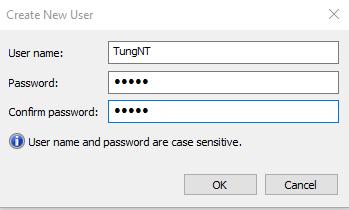 Create New User
User name: TungNT
Password: •••••
Confirm password: •••••
User name and password are case sensitive.
OK Cancel